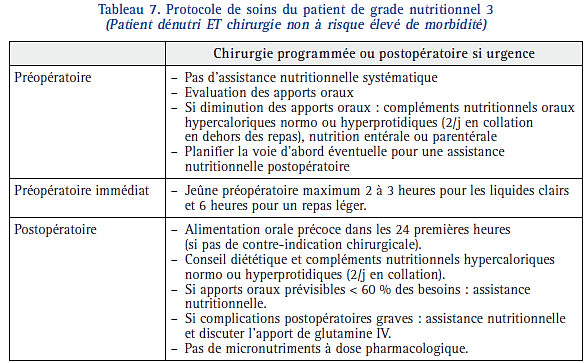 Tableau 7. Protocole de soins du patient de grade nutritionnel 3
(Patient dénutri ET chirurgie non à risque élevé de morbidité)
Chirurgie programmée ou postopératoire si urgence
Préopératoire
– Pas d'assistance nutritionnelle systématique
– Evaluation des apports oraux
– Si diminution des apports oraux : compléments nutritionnels oraux
hypercaloriques normo ou hyperprotidiques (2/j en collation
en dehors des repas), nutrition entérale ou parentérale
– Planifier la voie d'abord éventuelle pour une assistance
nutritionnelle postopératoire
Préopératoire immédiat
– Jeûne préopératoire maximum 2 à 3 heures pour les liquides clairs
et 6 heures pour un repas léger.
Postopératoire
– Alimentation orale précoce dans les 24 premières heures
(si pas de contre-indication chirurgicale).
– Conseil diététique et compléments nutritionnels hypercaloriques
normo ou hyperprotidiques (2/j en collation).
– Si apports oraux prévisibles < 60 % des besoins : assistance
nutritionnelle.
– Si complications postopératoires graves : assistance nutritionnelle
et discuter l'apport de glutamine IV.
– Pas de micronutriments à dose pharmacologique.